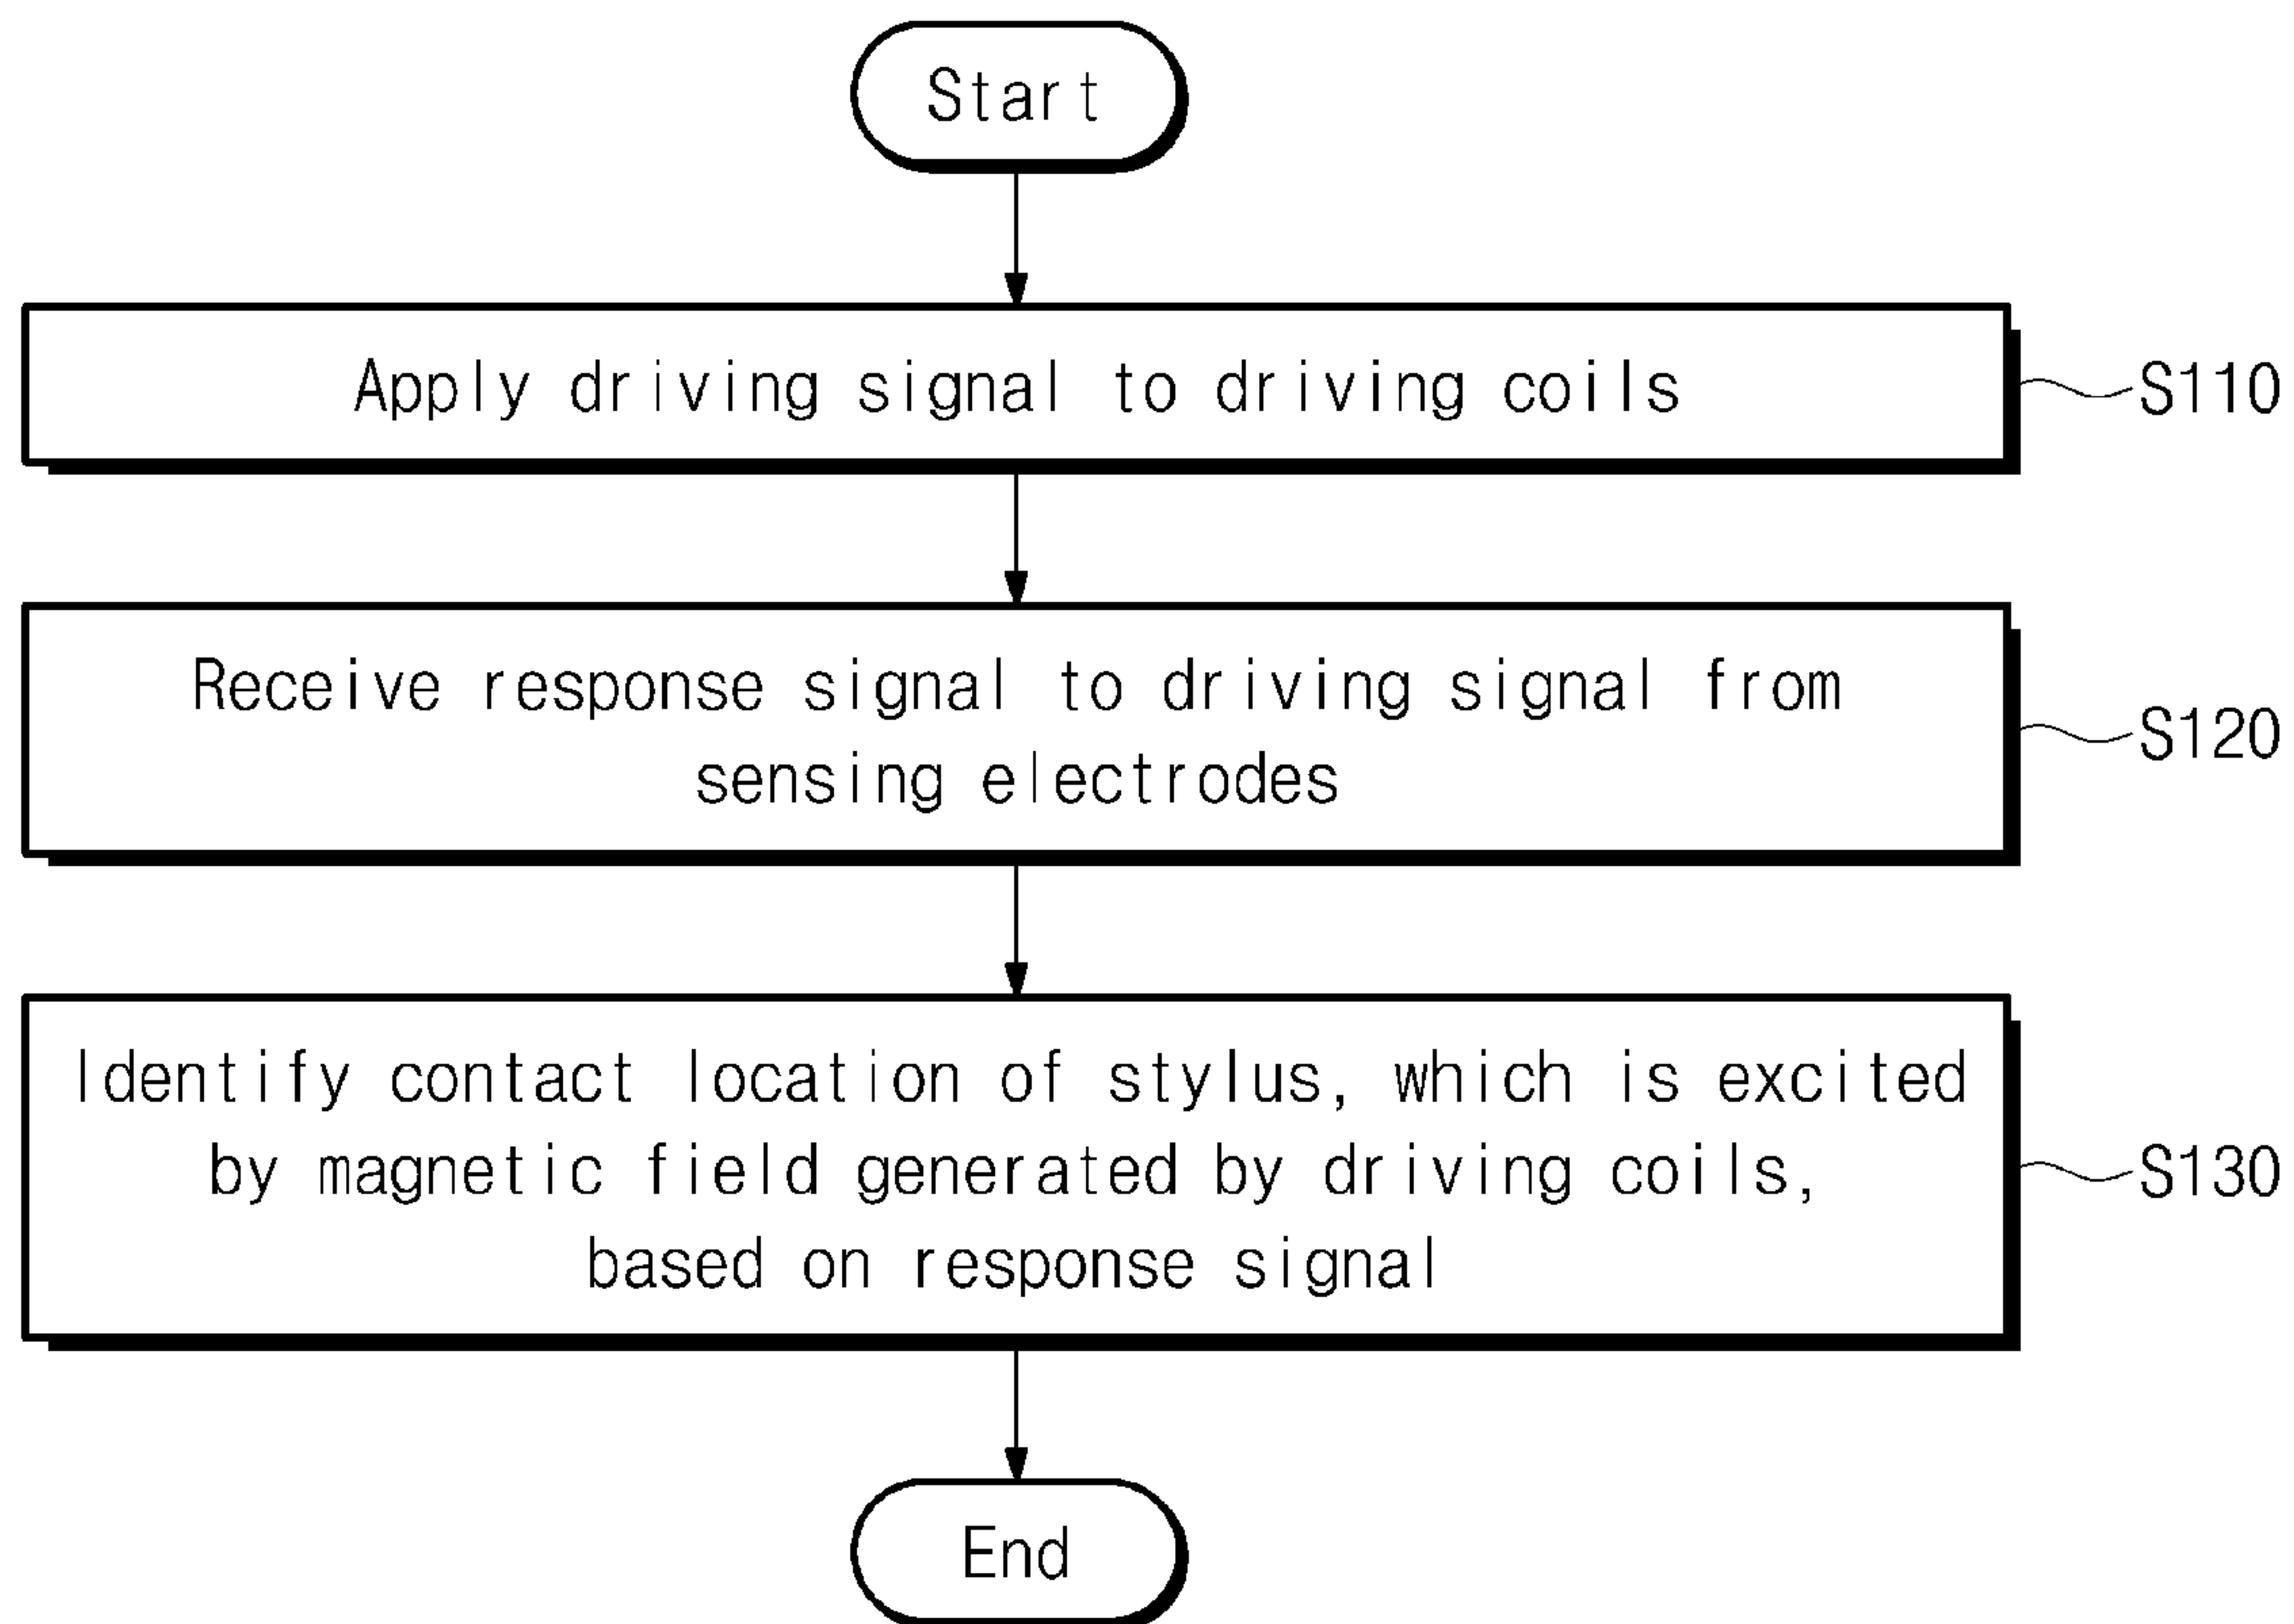 Start
Apply driving signal to driving coils
S110
Receive response signal to driving signal from
sensing electrodes
S120
Identify contact location of stylus, which is excited
by magnetic field generated by driving coils,
based on response signal
S130
End